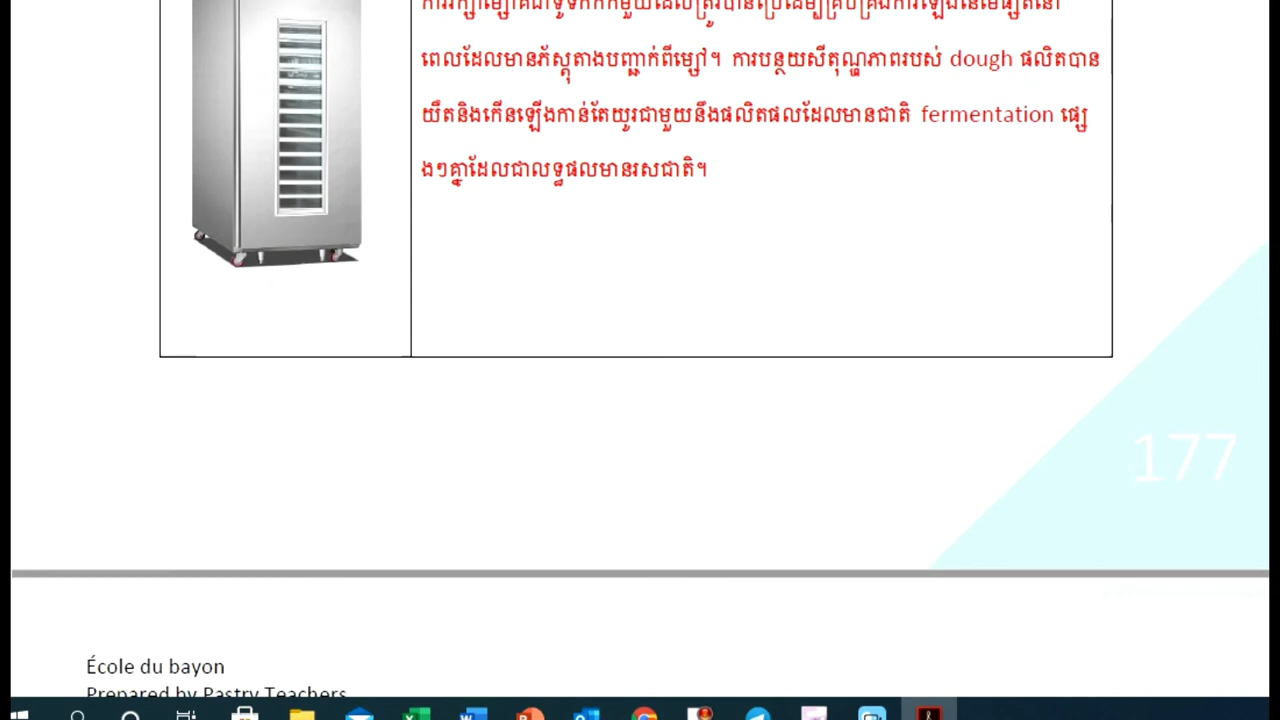 ពេលដែលមានភ័ស្តុតាងបញ្ជាក់ពីម្សៅ។ ការបន្ថយសីតុណ្ហភាពរបស់ dough ផលិតបាន
យឺតនិងកើនឡើងកាន់តែយូរជាមួយនឹងផលិតផលដែលមានជាតិ fermentation ផ្សេ
ងៗគ្នាដែលជាលទ្ធផលមានរសជាតិ។
177
École du bayon
Prepared by Pastry Teachers